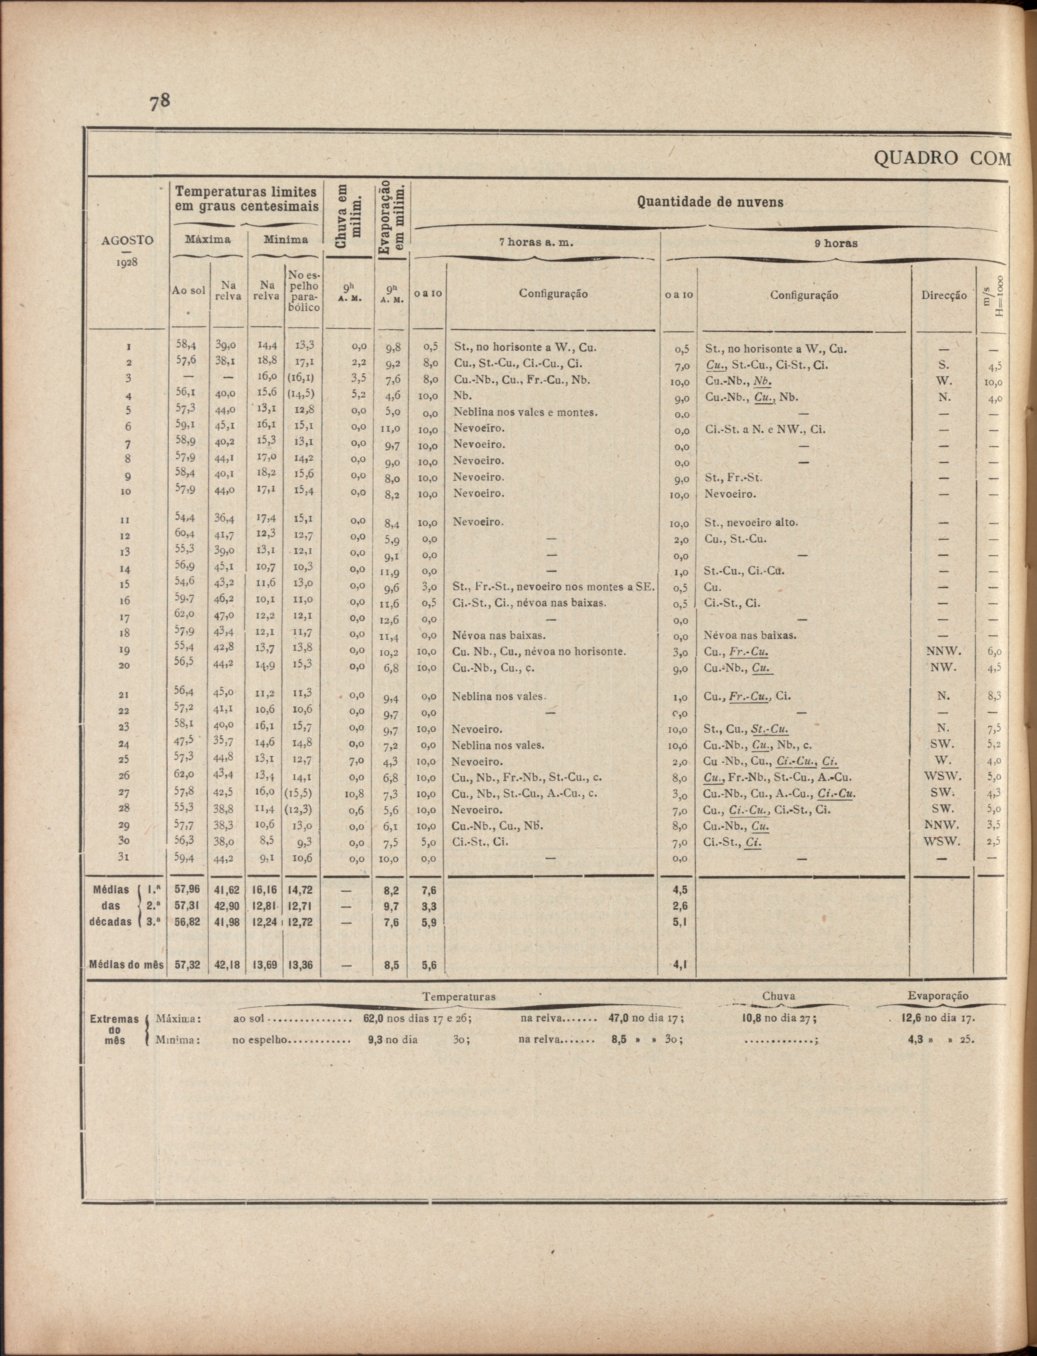 78
QUADRO COM
AGOSTO
1928
Temperaturas limites
em graus centesimais
Chuva em
milim.
Evaporação
em milim.
Quantidade de nuvens
Máxima
Minima
7 horas a. m.
9 horas
Ao sol
Na relva
Na relva
No es-pelho para-bólico
9h A. M.
9h A. M.
0 a 10
Configuração
0 a 10
Configuração
Direcção
m/s H=1000
1 58,4 39,0 14,4 13,3 0,0 9,8 0,5 St., no horisonte a W., Cu. 0,5 St., no horisonte a W., Cu. — —
2 57,6 38,1 18,8 17,1 2,2 9,2 8,0 Cu., St.-Cu., Ci.-Cu., Ci. 7,0 Cu., St.-Cu., Ci-St., Ci. S. 4,5
3 — — 16,0 (16,1) 3,5 7,6 8,0 Cu.-Nb., Cu., Fr.-Cu., Nb. 10,0 Cu.-Nb., Nb. W. 10,0
4 56,1 40,0 15,6 (14,5) 5,2 4,6 10,0 Nb. 9,0 Cu.-Nb., Cu., Nb. N. 4,0
5 57,3 44,0 13,1 12,8 0,0 5,0 0,0 Neblina nos vales e montes. 0.0 — — —
6 59,1 45,1 16,1 15,1 0,0 11,0 10,0 Nevoeiro. 0,0 Ci.-St. a N. e NW., Ci. — —
7 58,9 40,2 15,3 13,1 0,0 9,7 10,0 Nevoeiro. 0,0 — — —
8 57,9 44,1 17,0 14,2 0,0 9,0 10,0 Nevoeiro. 0,0 — — —
9 58,4 40,1 18,2 15,6 0,0 8,0 10,0 Nevoeiro. 9,0 St., Fr.-St. — —
10 57,9 44,0 17,1 15,4 0,0 8,2 10,0 Nevoeiro. 10,0 Nevoeiro. — —
11 54,4 36,4 17,4 15,1 0,0 8,4 10,0 Nevoeiro. 10,0 St., nevoeiro alto. — —
12 60,4 41,7 12,3 12,7 0,0 5,9 0,0 — 2,0 Cu., St.-Cu. — —
13 55,3 39,0 13,1 12,1 0,0 9,1 0,0 — 0,0 — — —
14 56,9 45,1 10,7 10,3 0,0 11,9 0,0 — 1,0 St.-Cu., Ci.-Cu. — —
15 54,6 43,2 11,6 13,0 0,0 9,6 3,0 St., Fr.-St., nevoeiro nos montes a SE. 0,5 Cu. — —
16 59,7 46,2 10,1 11,0 0,0 11,6 0,5 Ci.-St., Ci., névoa nas baixas. 0,5 Ci.-St., Ci. — —
17 62,0 47,0 12,2 12,1 0,0 12,6 0,0 — 0,0 — — —
18 57,9 43,4 12,1 11,7 0,0 11,4 0,0 Névoa nas baixas. 0,0 Névoa nas baixas. — —
19 55,4 42,8 13,7 13,8 0,0 10,2 10,0 Cu. Nb., Cu., névoa no horisonte. 3,0 Cu., Fr.-Cu. NNW. 6,0
20 56,5 44,2 14,9 15,3 0,0 6,8 10,0 Cu.-Nb., Cu., c. 9,0 Cu.-Nb., Cu. NW. 4,5
21 56,4 45,0 11,2 11,3 0,0 9,4 0,0 Neblina nos vales. 1,0 Cu., Fr.-Cu., Ci. N. 8,3
22 57,2 41,1 10,6 10,6 0,0 9,7 0,0 — 0,0 — — —
23 58,1 40,0 16,1 15,7 0,0 9,7 10,0 Nevoeiro. 10,0 St., Cu., St.-Cu. N. 7,5
24 47,5 35,7 14,6 14,8 0,0 7,2 0,0 Neblina nos vales. 10,0 Cu.-Nb., Cu., Nb., c. SW. 5,2
25 57,3 44,8 13,1 12,7 7,0 4,3 10,0 Nevoeiro. 2,0 Cu -Nb., Cu., Ci.-Cu., Ci. W. 4,0
26 62,0 43,4 13,4 14,1 0,0 6,8 10,0 Cu., Nb., Fr.-Nb., St.-Cu., c. 8,0 Cu., Fr.-Nb., St.-Cu., A.-Cu. WSW. 5,0
27 57,8 42,5 16,0 (15,5) 10,8 7,3 10,0 Cu., Nb., St.-Cu., A.-Cu., c. 3,0 Cu.-Nb., Cu., A.-Cu., Ci.-Cu. SW. 4,3
28 55,3 38,8 11,4 (12,3) 0,6 5,6 10,0 Nevoeiro. 7,0 Cu., Ci.-Cu., Ci.-St., Ci. SW. 5,0
29 57,7 38,3 10,6 13,0 0,0 6,1 10,0 Cu.-Nb., Cu., Nb. 8,0 Cu.-Nb., Cu. NNW. 3,5
30 56,3 38,0 8,5 9,3 0,0 7,5 5,0 Ci.-St., Ci. 7,0 Ci.-St., Ci. WSW. 2,5
31 59,4 44,2 9,1 10,6 0,0 10,0 0,0 — 0,0 — — —
Médias 1.ª 57,96 41,62 16,16 14,72 — 8,2 7,6 4,5
das 2.ª 57,31 42,90 12,81 12,71 — 9,7 3,3 2,6
décadas 3.ª 56,82 41,98 12,24 12,72 — 7,6 5,9 5,1
Médias do mês 57,32 42,18 13,69 13,36 — 8,5 5,6 4,1
Temperaturas Chuva Evaporação
Extremas do mês
Máxima: ao sol ................ 62,0 nos dias 17 e 26; na relva....... 47,0 no dia 17; 10,8 no dia 27; 12,6 no dia 17.
Mínima: no espelho............ 9,3 no dia 30; na relva....... 8,5 » » 30; .............; 4,3 » » 25.